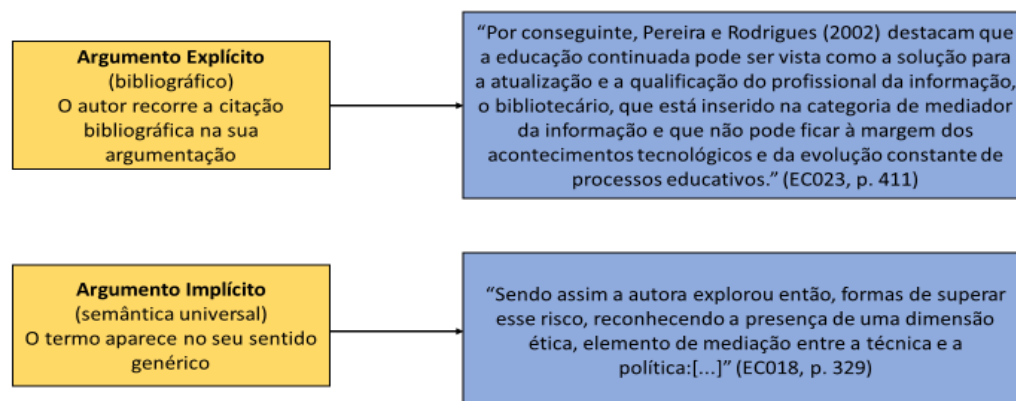 Argumento Explícito
(bibliográfico)
O autor recorre a citação
bibliográfica na sua
argumentação
“Por conseguinte, Pereira e Rodrigues (2002) destacam que
a educação continuada pode ser vista como a solução para
a atualização e a qualificação do profissional da informação,
o bibliotecário, que está inserido na categoria de mediador
da informação e que não pode ficar à margem dos
acontecimentos tecnológicos e da evolução constante de
processos educativos.” (EC023, p. 411)
Argumento Implícito
(semântica universal)
O termo aparece no seu sentido
genérico
“Sendo assim a autora explorou então, formas de superar
esse risco, reconhecendo a presença de uma dimensão
ética, elemento de mediação entre a técnica e a
política:[...]” (EC018, p. 329)